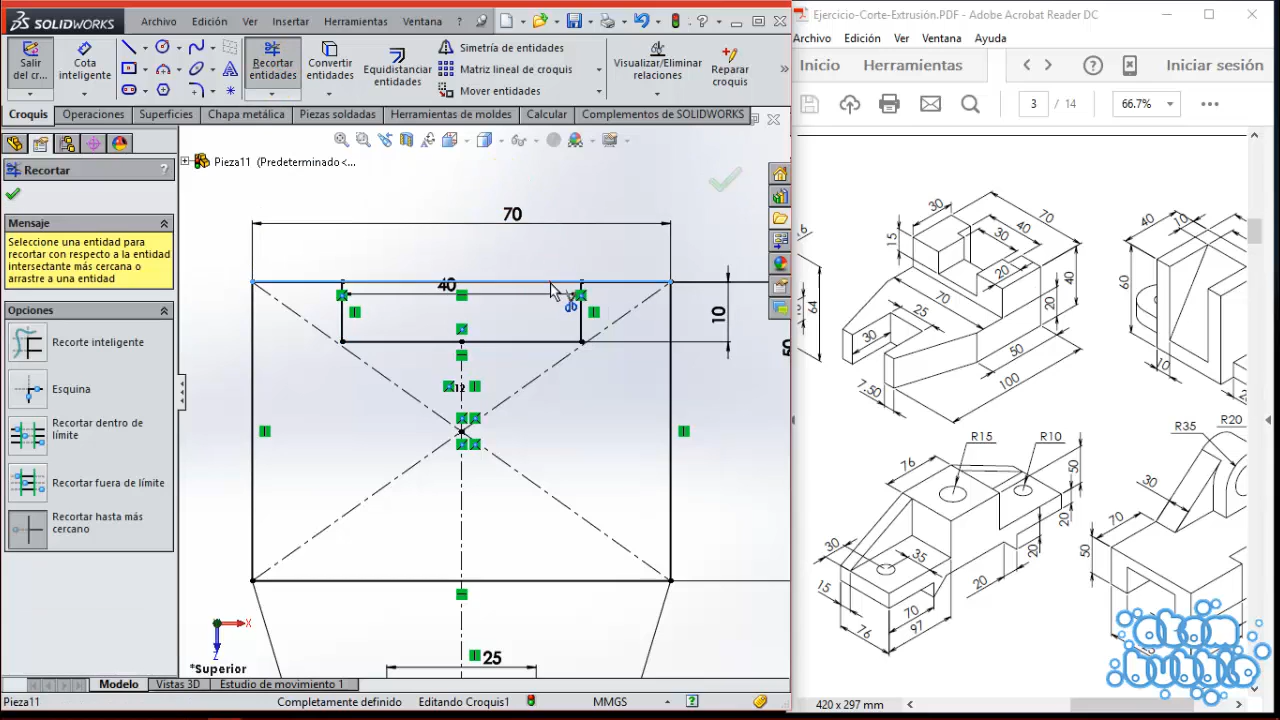 SOLIDWORKS
Archivo Edición Ver Insertar Herramientas Ventana ?
Salir del cr...
Cota inteligente
Recortar entidades
Convertir entidades
Equidistanciar entidades
Simetría de entidades
Matriz lineal de croquis
Mover entidades
Visualizar/Eliminar relaciones
Reparar croquis
Croquis Operaciones Superficies Chapa metálica Piezas soldadas Herramientas de moldes Calcular Complementos de SOLIDWORKS
Pieza11 (Predeterminado<...
Recortar ?
Mensaje
Seleccione una entidad para
recortar con respecto a la entidad
intersectante más cercana o
arrastre a una entidad
Opciones
Recorte inteligente
Esquina
Recortar dentro de
límite
Recortar fuera de límite
Recortar hasta más
cercano
70
40
10
50
12
25
X
Z
*Superior
Modelo Vistas 3D Estudio de movimiento 1
Pieza11 Completamente definido Editando Croquis1 MMGS
Ejercicio-Corte-Extrusión.PDF - Adobe Acrobat Reader DC
Archivo Edición Ver Ventana Ayuda
Inicio Herramientas Iniciar sesión
3 / 14 66.7%
30 70 40 30 15 20 40 20 70 25 64 30 50 100 7.50
40 10 60 10
R15 R10 76 50 20 20 30 35 20 15 70 97 76
R35 R20 30 70 50
420 x 297 mm